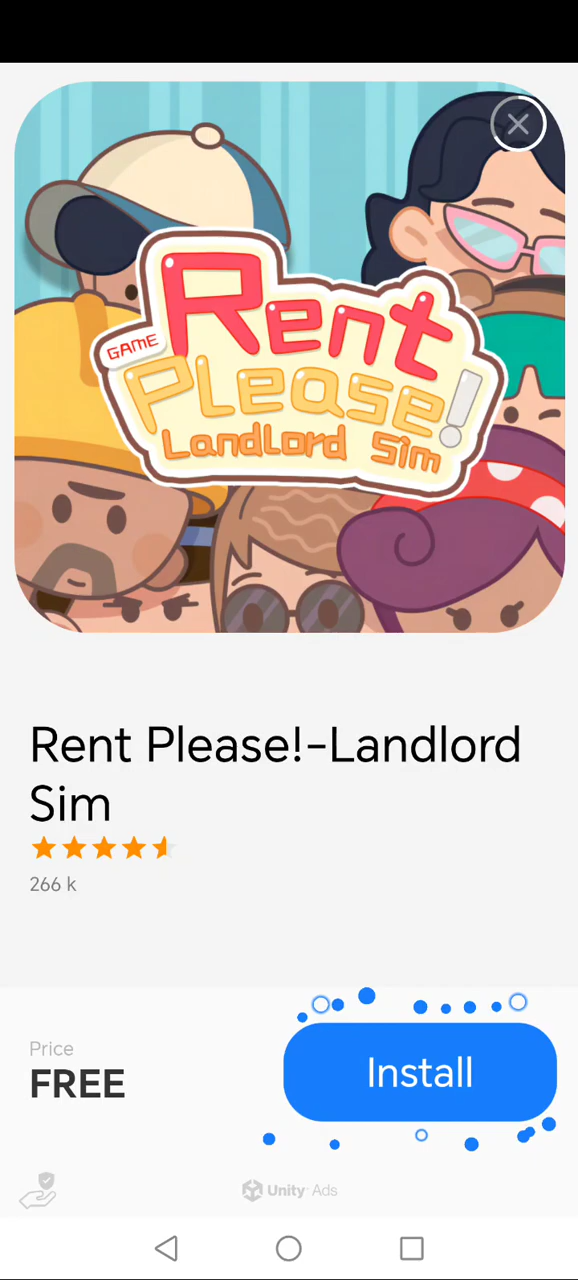 GAME
Rent
Please!
Landlord Sim
Rent Please!-Landlord
Sim
266 k
Price
FREE
Install
Unity Ads